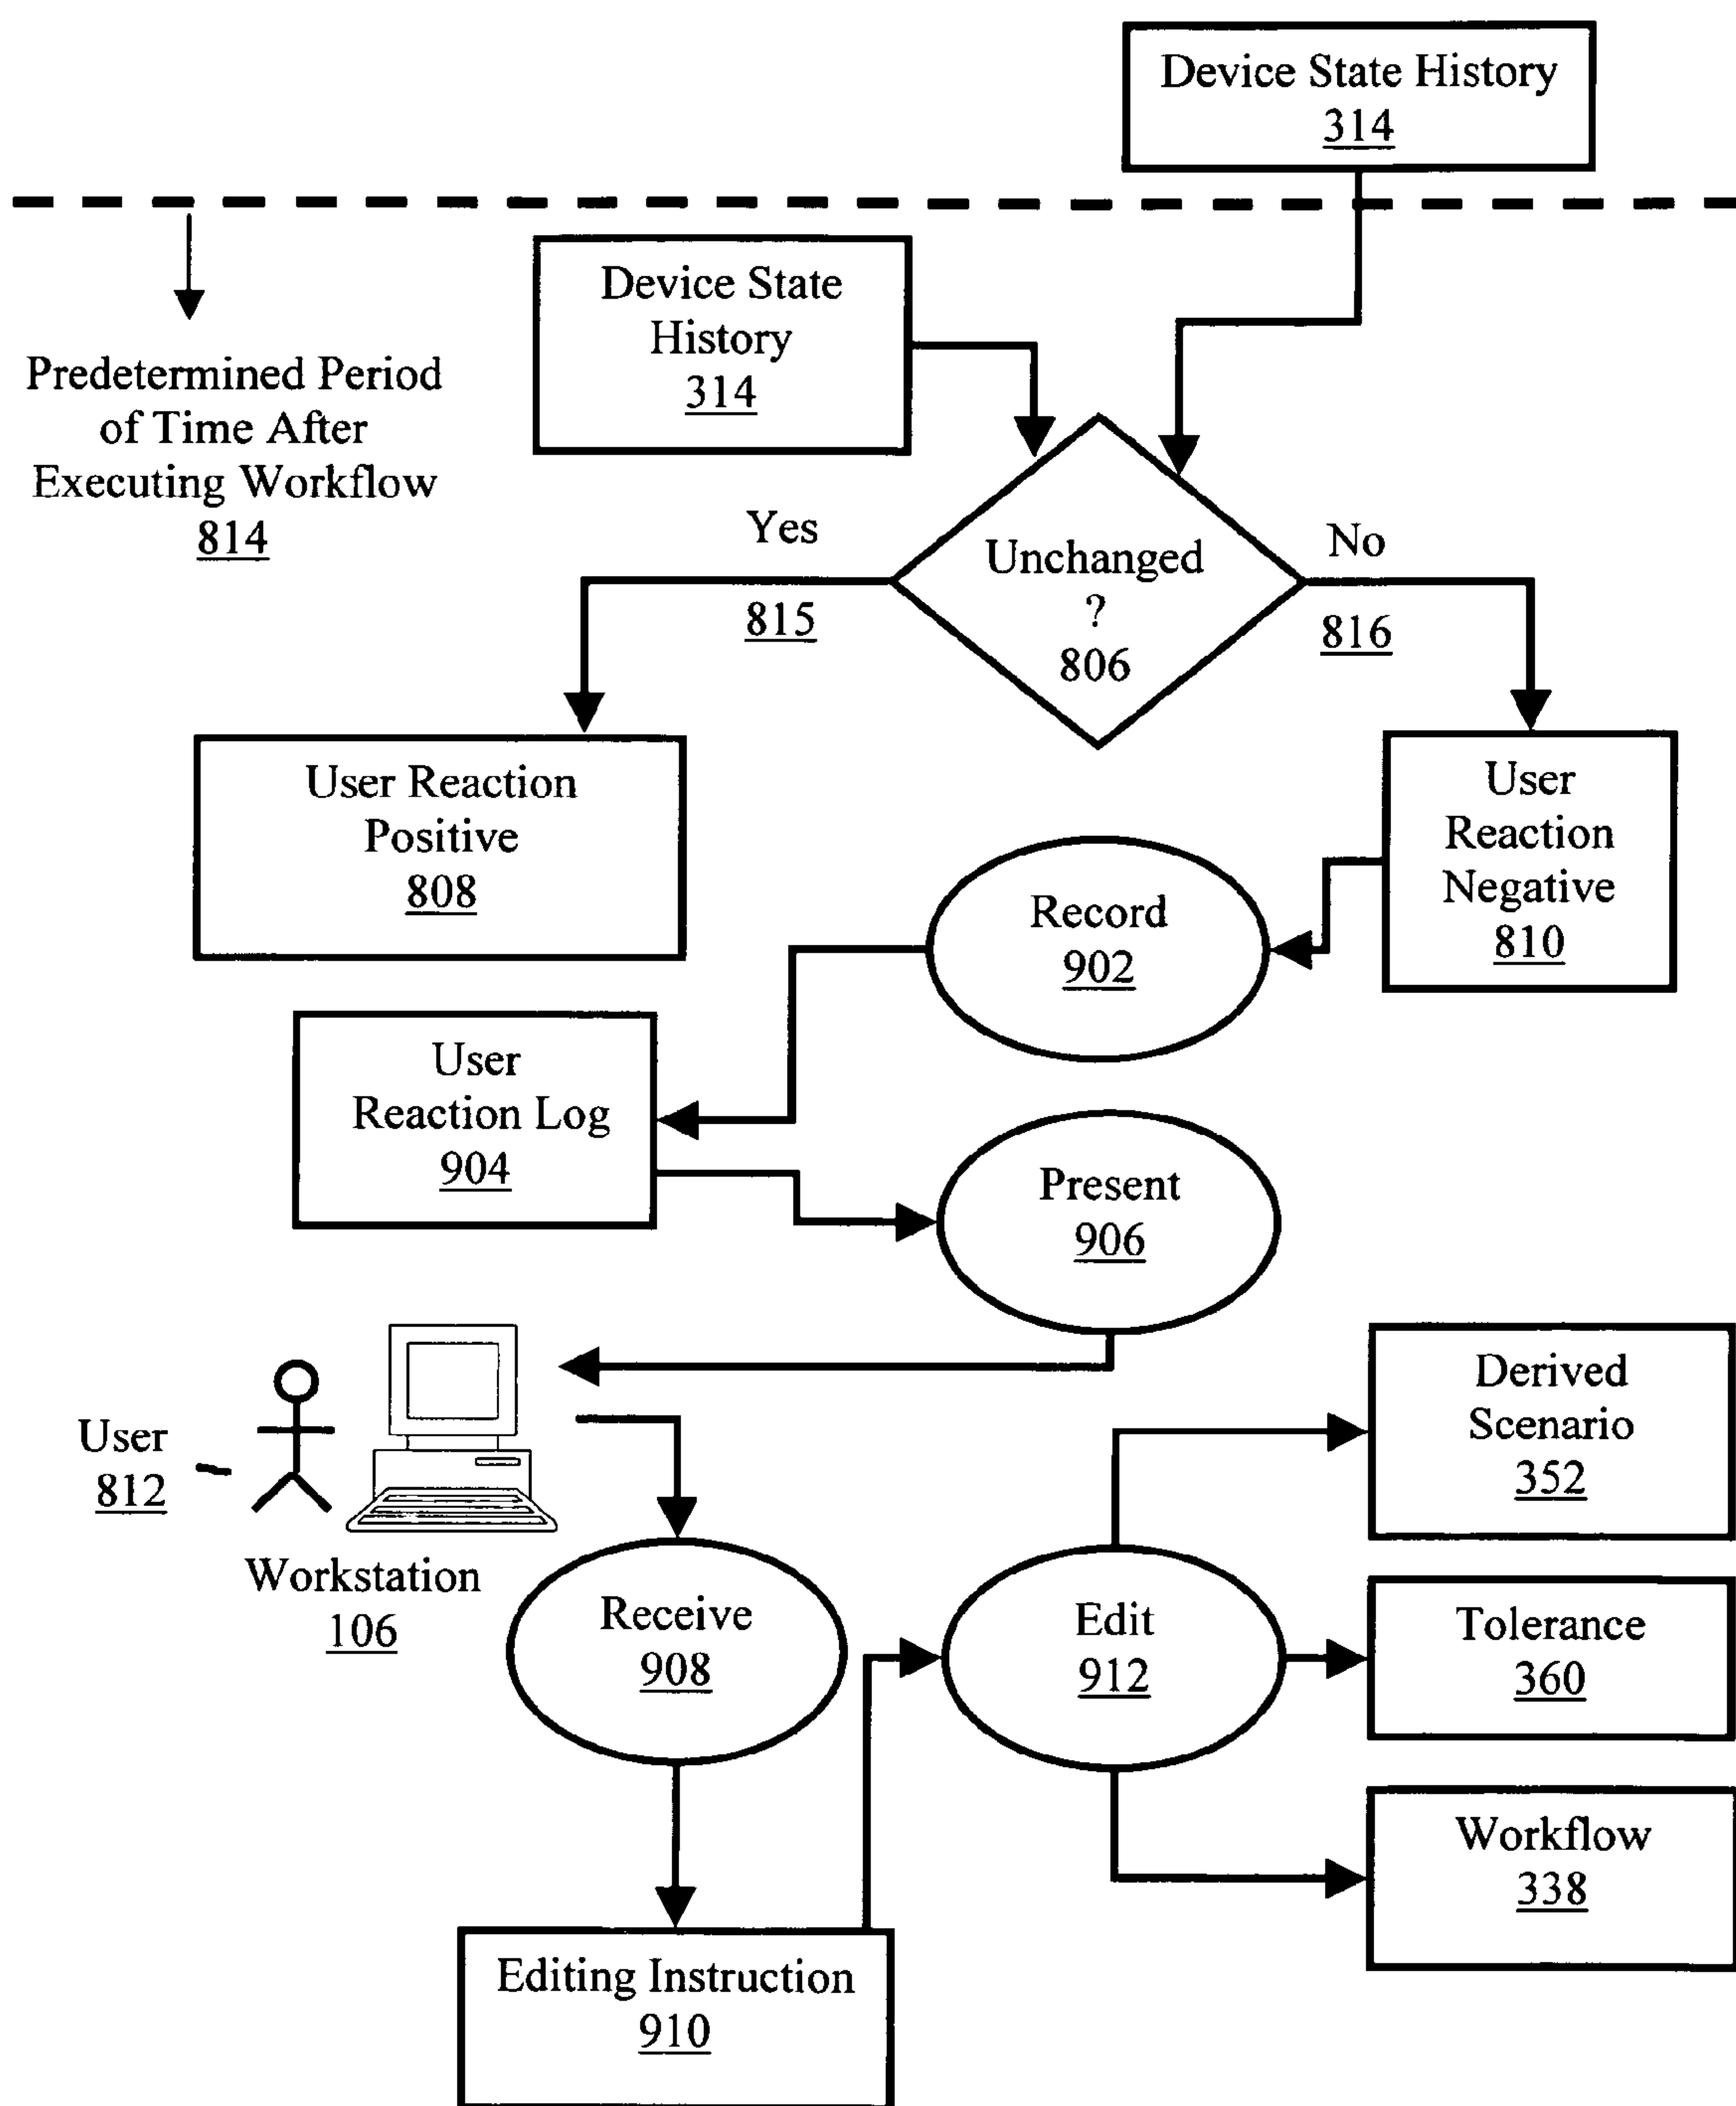 Device State History
314
Device State
History
314
Predetermined Period
of Time After
Executing Workflow
814
Yes
815
Unchanged
?
806
No
816
User Reaction
Positive
808
User
Reaction
Negative
810
Record
902
User
Reaction Log
904
Present
906
User
812
Workstation
106
Derived
Scenario
352
Receive
908
Edit
912
Tolerance
360
Workflow
338
Editing Instruction
910